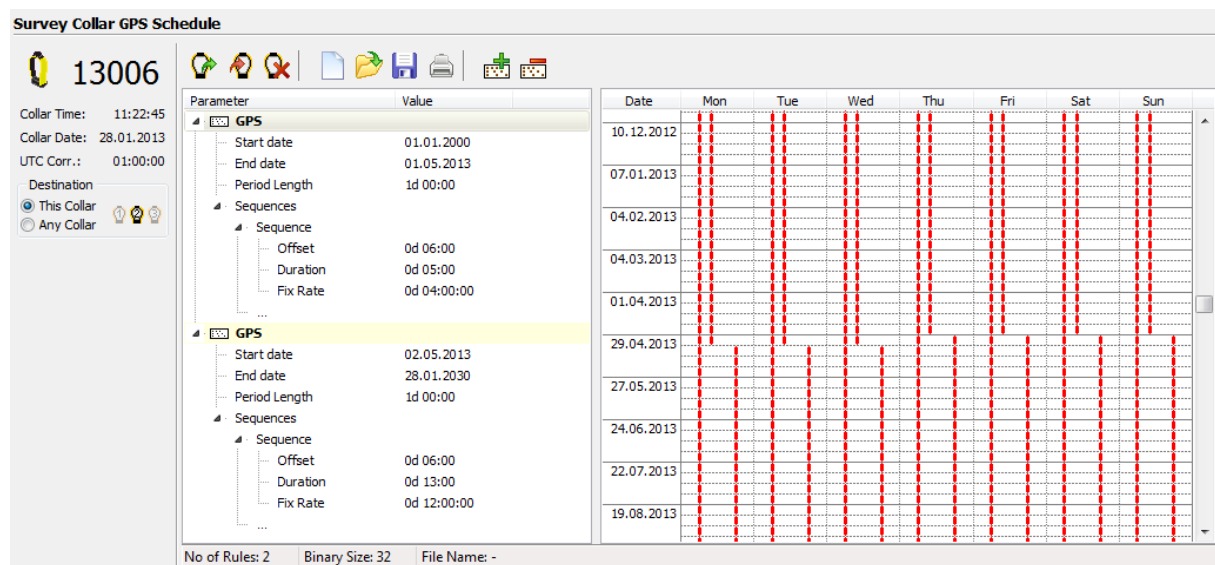 Survey Collar GPS Schedule
13006
Collar Time: 11:22:45
Collar Date: 28.01.2013
UTC Corr.: 01:00:00
Destination
This Collar
Any Collar
1 2 3
Parameter Value
GPS
Start date 01.01.2000
End date 01.05.2013
Period Length 1d 00:00
Sequences
Sequence
Offset 0d 06:00
Duration 0d 05:00
Fix Rate 0d 04:00:00
...
GPS
Start date 02.05.2013
End date 28.01.2030
Period Length 1d 00:00
Sequences
Sequence
Offset 0d 06:00
Duration 0d 13:00
Fix Rate 0d 12:00:00
...
Date Mon Tue Wed Thu Fri Sat Sun
10.12.2012
07.01.2013
04.02.2013
04.03.2013
01.04.2013
29.04.2013
27.05.2013
24.06.2013
22.07.2013
19.08.2013
No of Rules: 2 Binary Size: 32 File Name: -